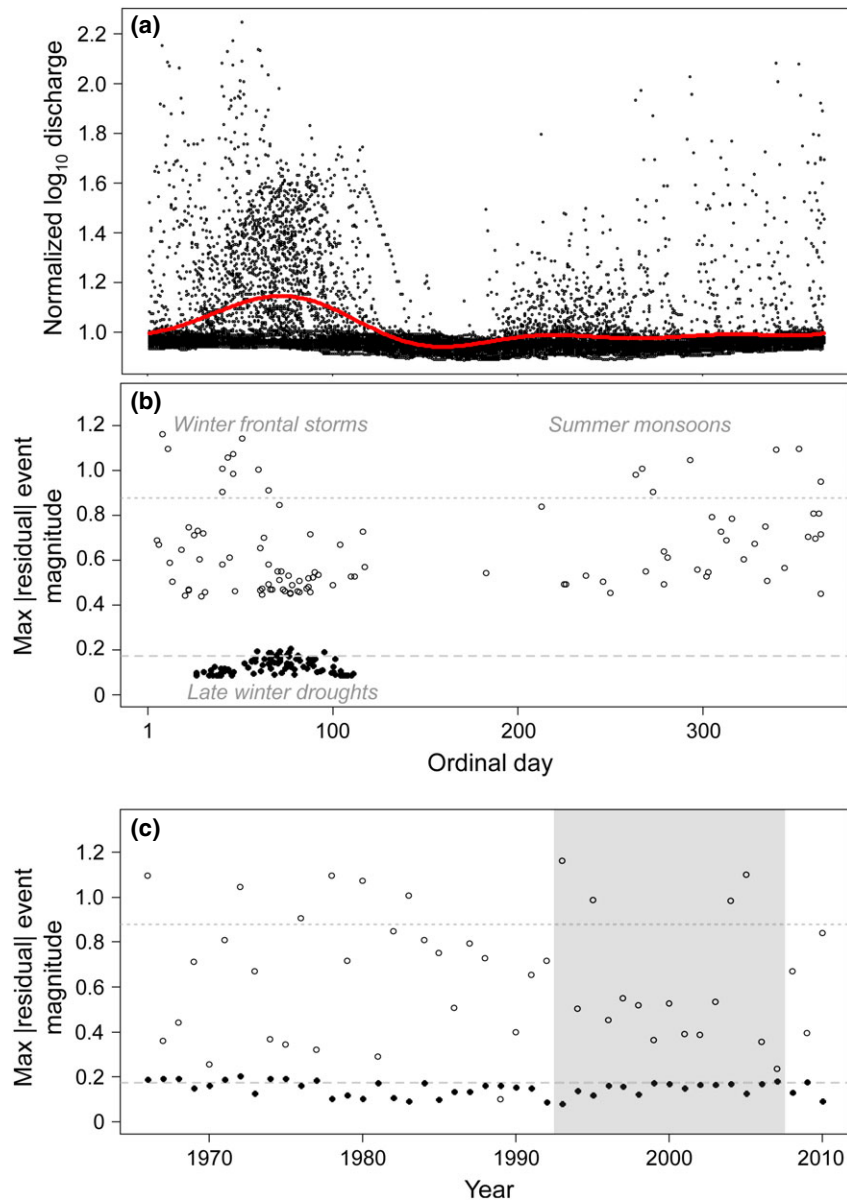 (a)
Normalized log10 discharge
2.2
2.0
1.8
1.6
1.4
1.2
1.0
(b)
Winter frontal storms
Summer monsoons
Late winter droughts
Max |residual| event
magnitude
1.2
1.0
0.8
0.6
0.4
0.2
0
1
100
200
300
Ordinal day
(c)
Max |residual| event
magnitude
1.2
1.0
0.8
0.6
0.4
0.2
0
1970
1980
1990
2000
2010
Year